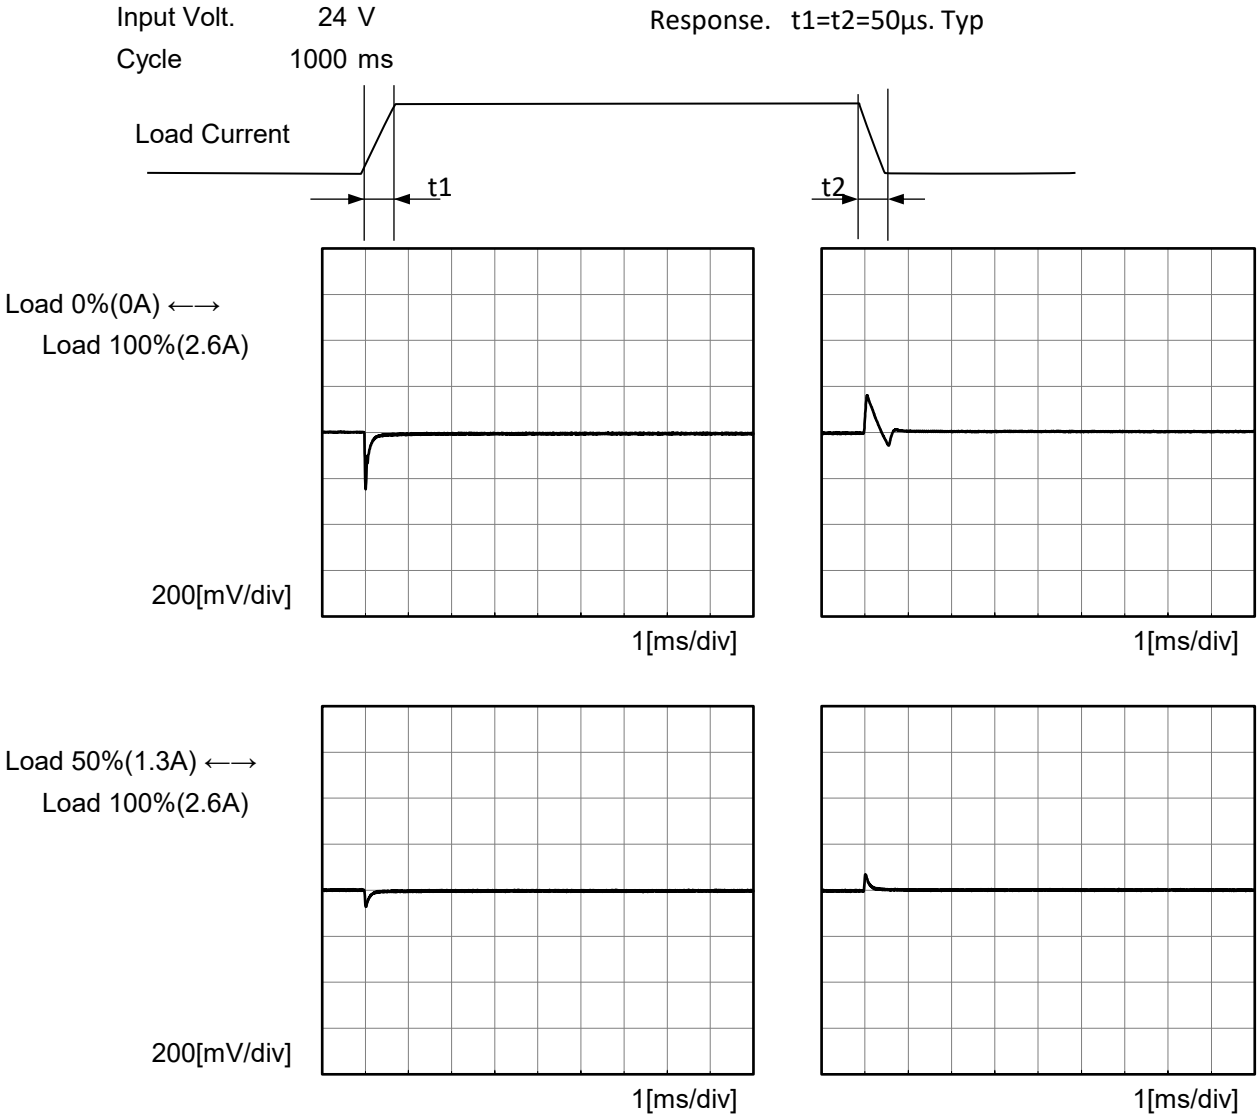 Input Volt. 24 V
Response. t1=t2=50µs. Typ
Cycle 1000 ms
Load Current
t1
t2
Load 0%(0A) ←→
Load 100%(2.6A)
200[mV/div]
1[ms/div]
1[ms/div]
Load 50%(1.3A) ←→
Load 100%(2.6A)
200[mV/div]
1[ms/div]
1[ms/div]